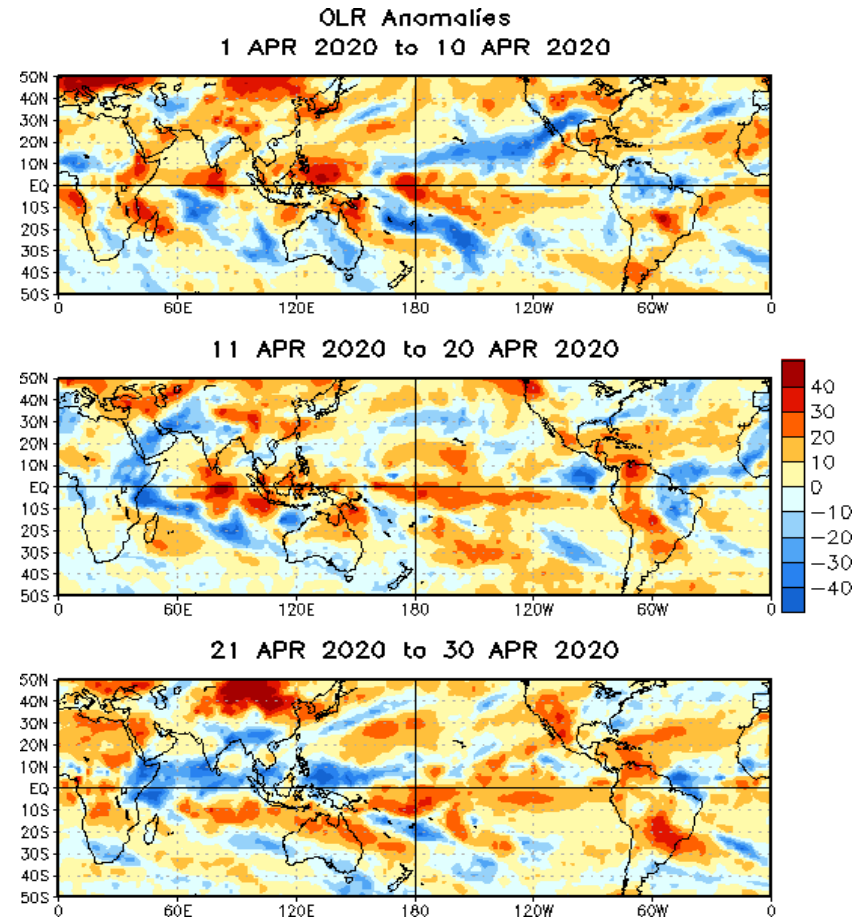 OLR Anomalies
1 APR 2020 to 10 APR 2020
50N
40N
30N
20N
10N
EQ
10S
20S
30S
40S
50S
0 60E 120E 180 120W 60W 0
11 APR 2020 to 20 APR 2020
50N
40N
30N
20N
10N
EQ
10S
20S
30S
40S
50S
0 60E 120E 180 120W 60W 0
40
30
20
10
0
−10
−20
−30
−40
21 APR 2020 to 30 APR 2020
50N
40N
30N
20N
10N
EQ
10S
20S
30S
40S
50S
0 60E 120E 180 120W 60W 0